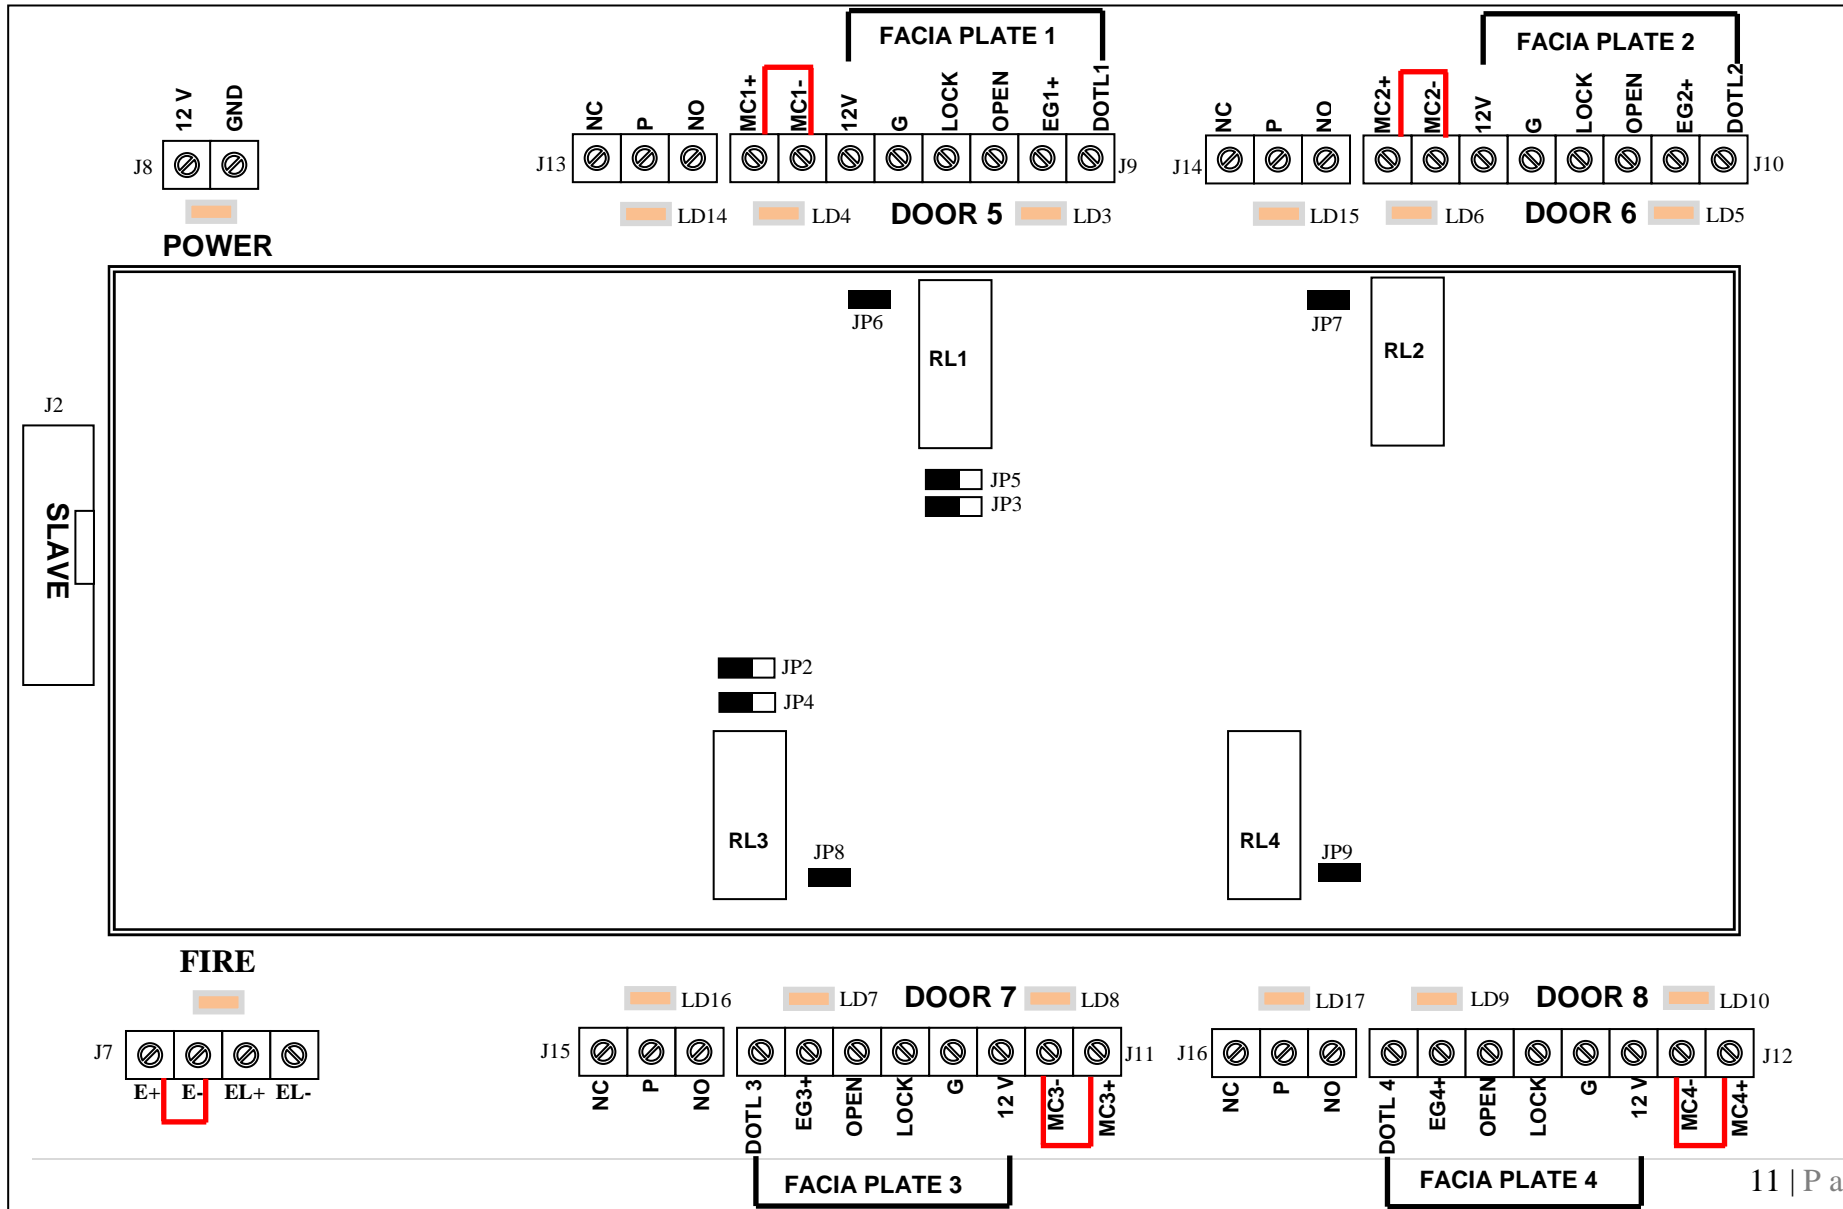 FACIA PLATE 1
FACIA PLATE 2
12 V
GND
NC
P
NO
MC1+
MC1-
12V
G
LOCK
OPEN
EG1+
DOTL1
NC
P
NO
MC2+
MC2-
12V
G
LOCK
OPEN
EG2+
DOTL2
J8
J13
J9
J14
J10
POWER
LD14
LD4
DOOR 5
LD3
LD15
LD6
DOOR 6
LD5
JP6
RL1
JP7
RL2
J2
SLAVE
JP5
JP3
JP2
JP4
RL3
JP8
RL4
JP9
FIRE
LD16
LD7
DOOR 7
LD8
LD17
LD9
DOOR 8
LD10
J7
J15
J11
J16
J12
E+
E-
EL+
EL-
NC
P
NO
DOTL 3
EG3+
OPEN
LOCK
G
12 V
MC3-
MC3+
NC
P
NO
DOTL 4
EG4+
OPEN
LOCK
G
12 V
MC4-
MC4+
FACIA PLATE 3
FACIA PLATE 4
11 | P a